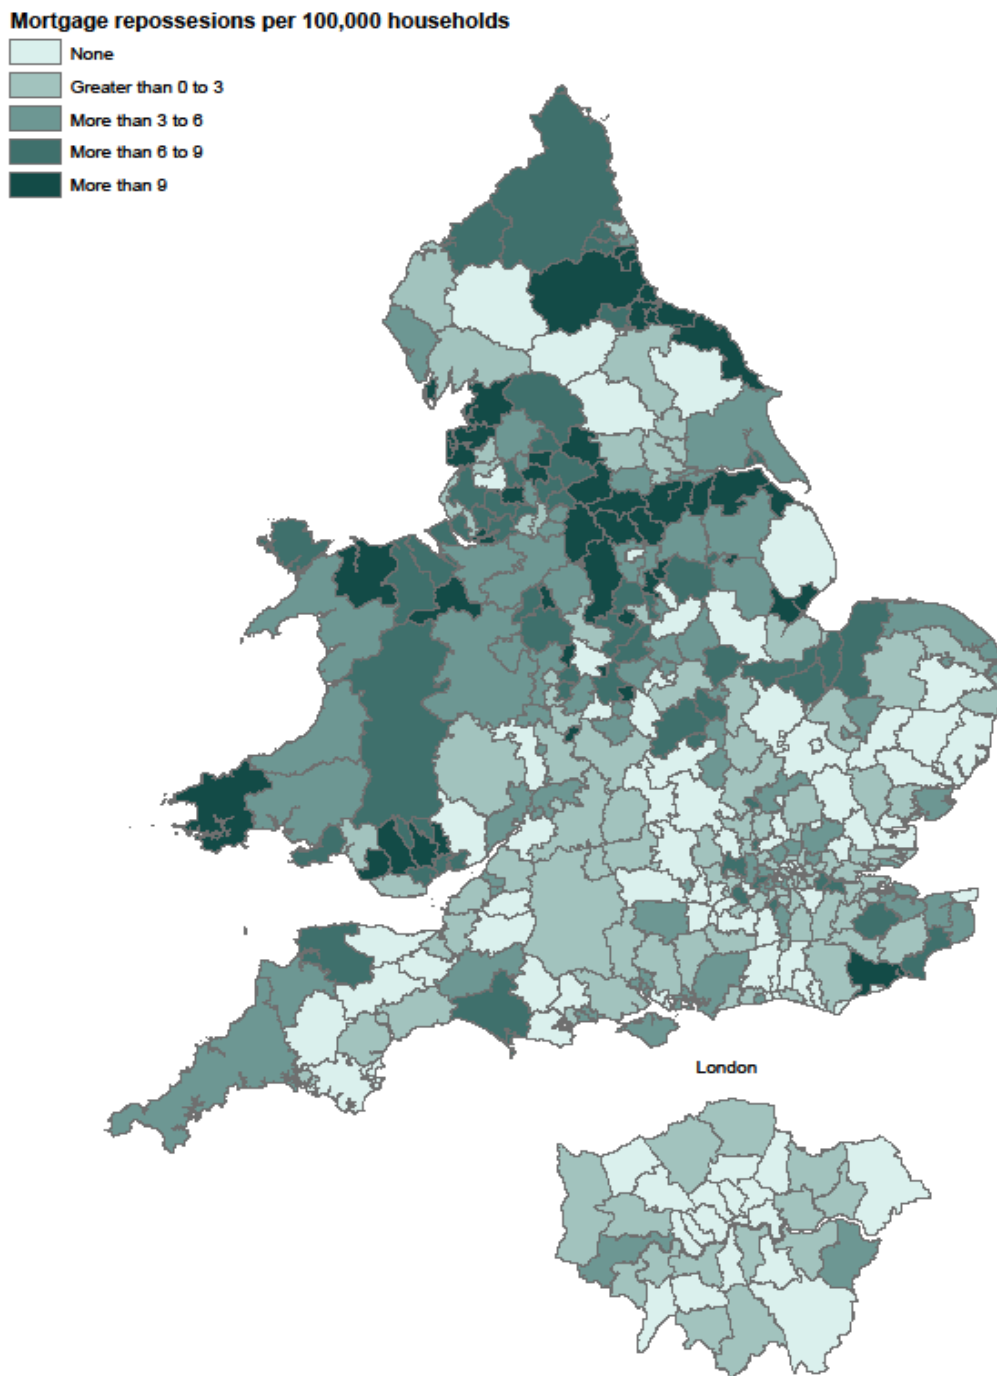 Mortgage repossesions per 100,000 households
None
Greater than 0 to 3
More than 3 to 6
More than 6 to 9
More than 9
London